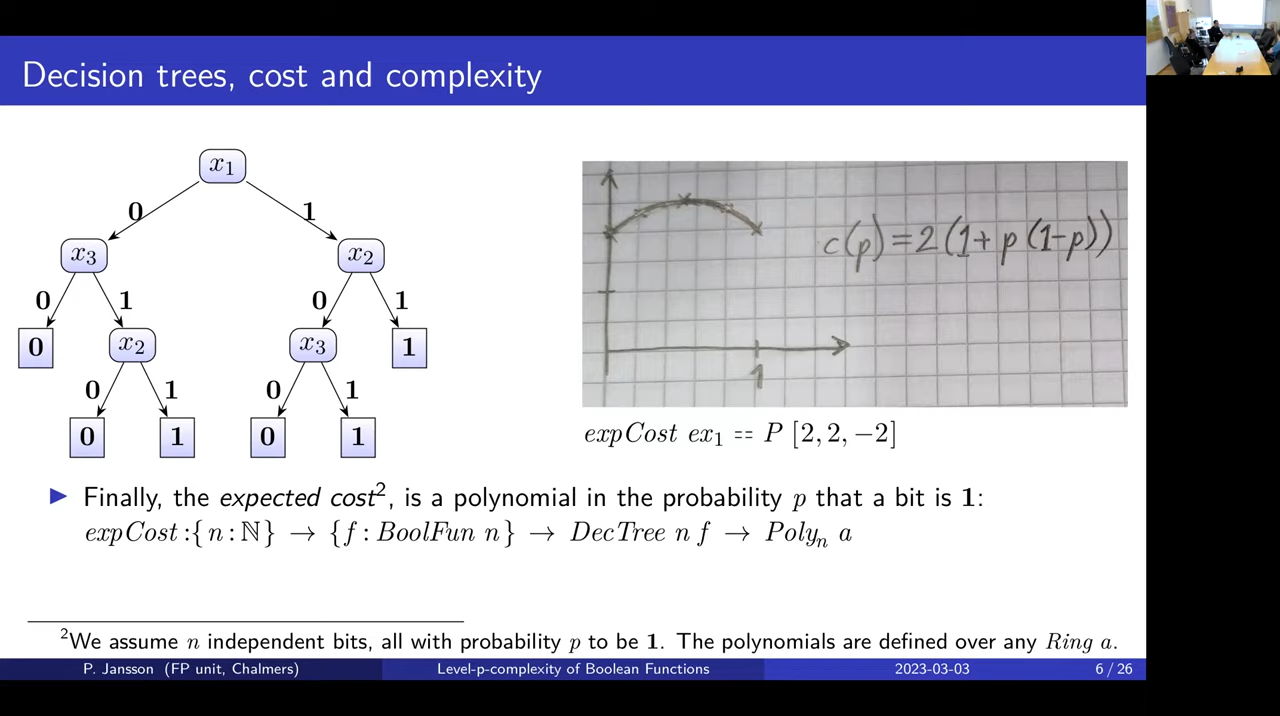 Decision trees, cost and complexity
x₁
0 1
x₃ x₂
0 1 0 1
0 x₂ x₃ 1
0 1 0 1
0 1 0 1
c(p)=2(1+p(1-p))
1
expCost ex₁ == P [2, 2, −2]
▶ Finally, the expected cost², is a polynomial in the probability p that a bit is 1:
expCost : {n : ℕ} → {f : BoolFun n} → DecTree n f → Polyₙ a
²We assume n independent bits, all with probability p to be 1. The polynomials are defined over any Ring a.
P. Jansson (FP unit, Chalmers) Level-p-complexity of Boolean Functions 2023-03-03 6 / 26